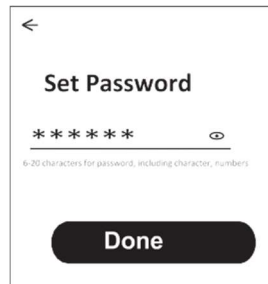 Set Password
******
6-20 characters for password, including character, numbers
Done